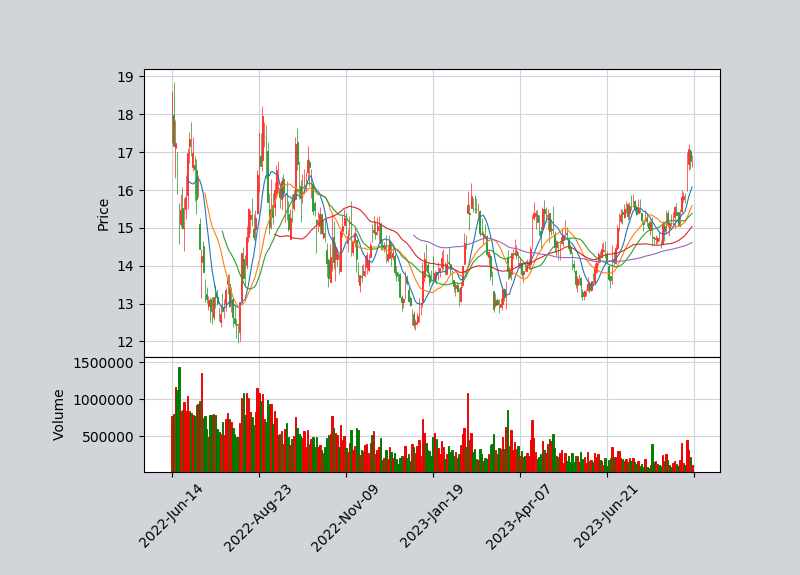 19
18
17
16
15
14
13
12
Price
1500000
1000000
500000
Volume
2022-Jun-14
2022-Aug-23
2022-Nov-09
2023-Jan-19
2023-Apr-07
2023-Jun-21